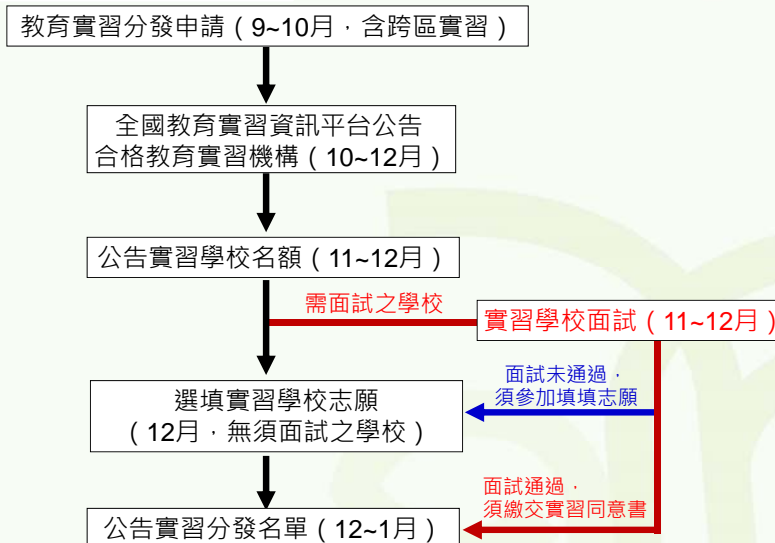 教育實習分發申請（9~10月，含跨區實習）
全國教育實習資訊平台公告
合格教育實習機構（10~12月）
公告實習學校名額（11~12月）
需面試之學校
實習學校面試（11~12月）
面試未通過，
須參加填填志願
選填實習學校志願
（12月，無須面試之學校）
面試通過，
須繳交實習同意書
公告實習分發名單（12~1月）